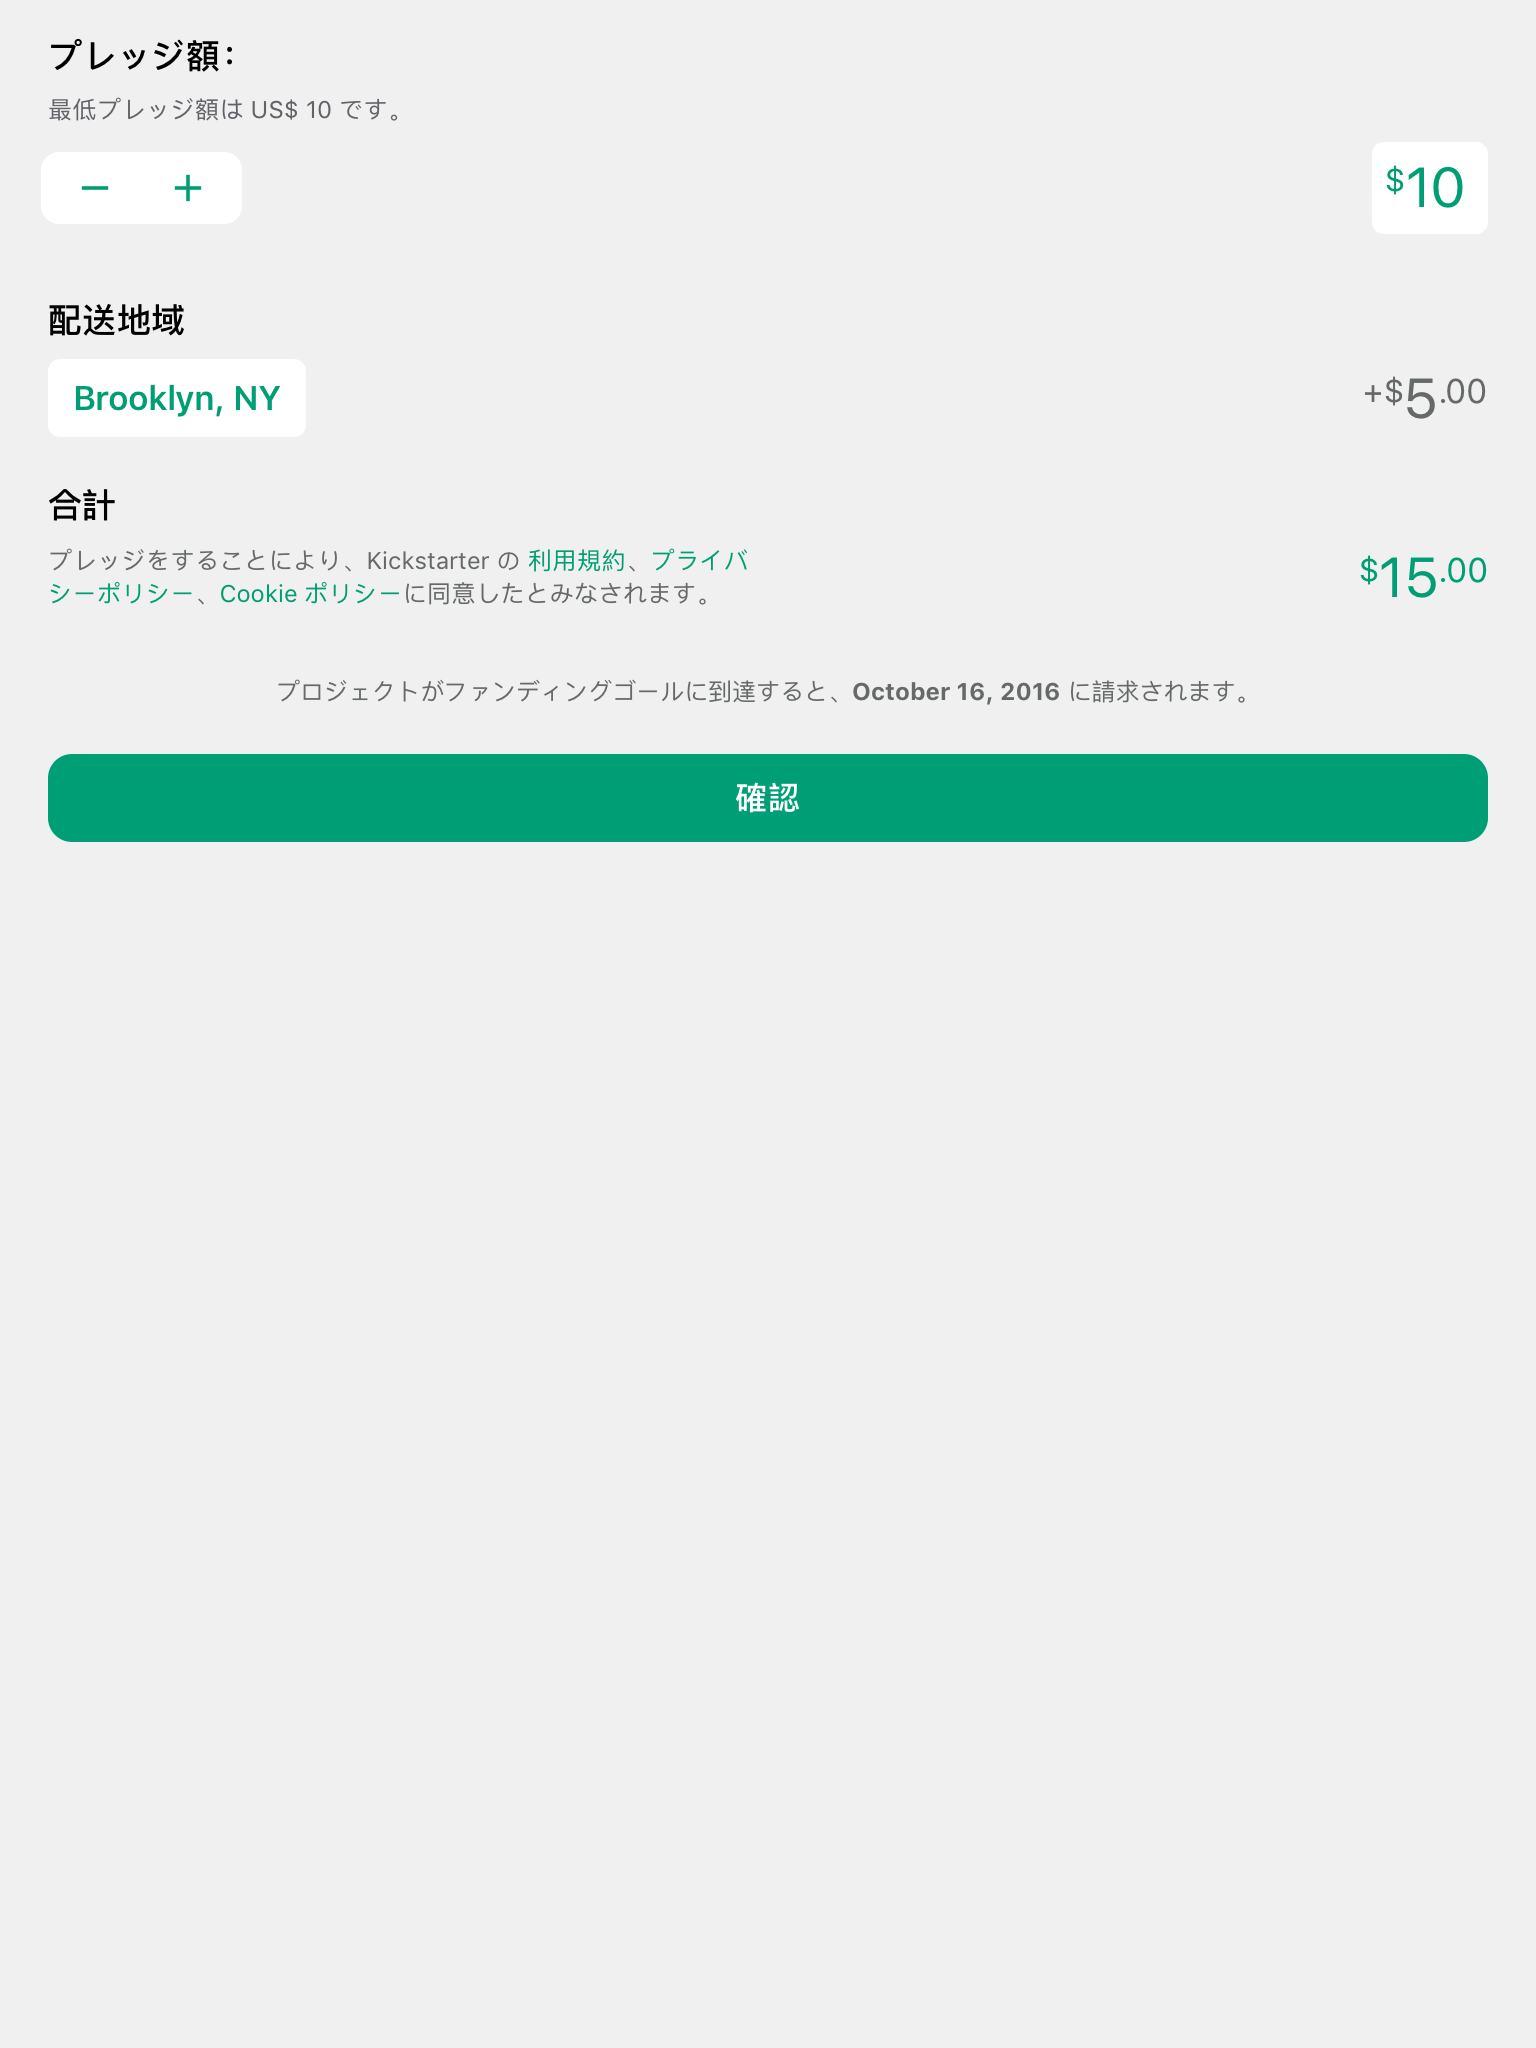 プレッジ額：
最低プレッジ額は US$ 10 です。
− +
$10
配送地域
Brooklyn, NY
+$5.00
合計
プレッジをすることにより、Kickstarter の 利用規約、プライバ
シーポリシー、Cookie ポリシーに同意したとみなされます。
$15.00
プロジェクトがファンディングゴールに到達すると、October 16, 2016 に請求されます。
確認